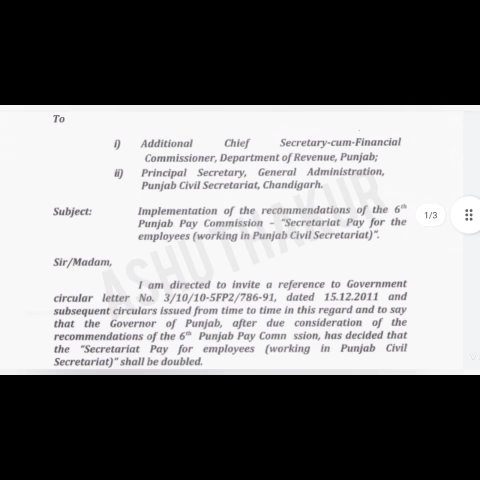 To
i) Additional Chief Secretary-cum-Financial
Commissioner, Department of Revenue, Punjab;
ii) Principal Secretary, General Administration,
Punjab Civil Secretariat, Chandigarh.
Subject: Implementation of the recommendations of the 6th
Punjab Pay Commission – "Secretariat Pay for the
employees (working in Punjab Civil Secretariat)".
1/3
Sir/Madam,
I am directed to invite a reference to Government
circular letter No. 3/10/10-5FP2/786-91, dated 15.12.2011 and
subsequent circulars issued from time to time in this regard and to say
that the Governor of Punjab, after due consideration of the
recommendations of the 6th Punjab Pay Comn ssion, has decided that
the "Secretariat Pay for employees (working in Punjab Civil
Secretariat)" shall be doubled.
ASHU THAKUR